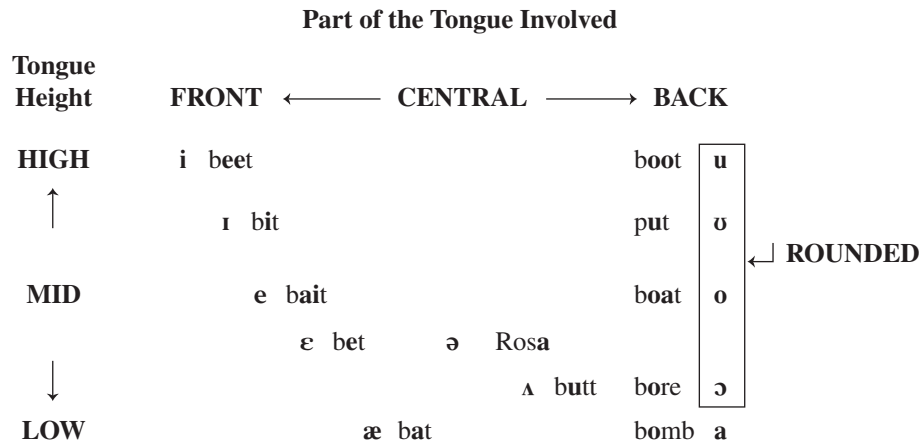 Part of the Tongue Involved
Tongue
Height FRONT ← CENTRAL → BACK
HIGH i beet boot u
ɪ bit put ʊ
ROUNDED
MID e bait boat o
ɛ bet ə Rosa
ʌ butt bore ɔ
LOW æ bat bomb a